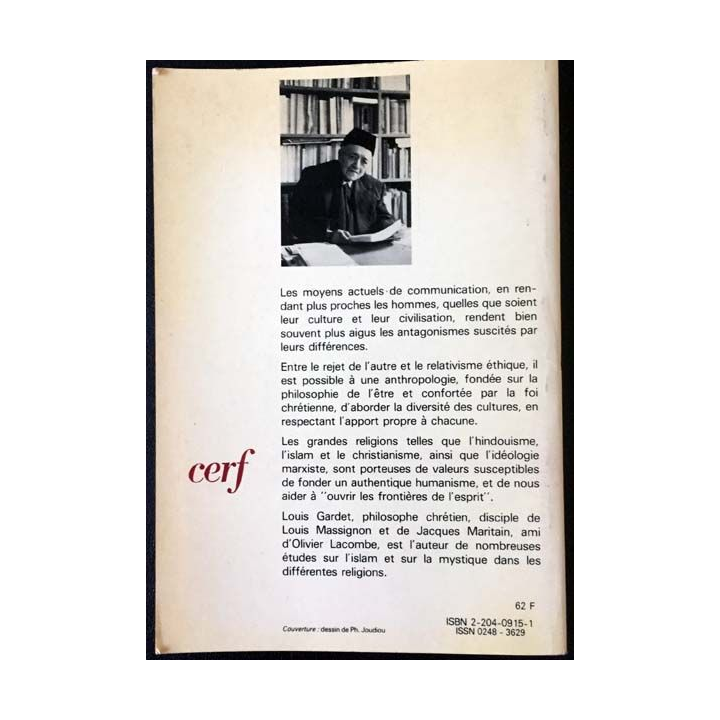 Les moyens actuels de communication, en ren-
dant plus proches les hommes, quelles que soient
leur culture et leur civilisation, rendent bien
souvent plus aigus les antagonismes suscités par
leurs différences.
Entre le rejet de l'autre et le relativisme éthique, il
est possible à une anthropologie, fondée sur la
philosophie de l'être et confortée par la foi
chrétienne, d'aborder la diversité des cultures, en
respectant l'apport propre à chacune.
Les grandes religions telles que l'hindouisme,
l'islam et le christianisme, ainsi que l'idéologie
marxiste, sont porteuses de valeurs susceptibles
de fonder un authentique humanisme, et de nous
aider à "ouvrir les frontières de l'esprit".
cerf
Louis Gardet, philosophe chrétien, disciple de
Louis Massignon et de Jacques Maritain, ami
d'Olivier Lacombe, est l'auteur de nombreuses
études sur l'islam et sur la mystique dans les
différentes religions.
62 F
ISBN 2-204-0915-1
ISSN 0248 - 3629
Couverture : dessin de Ph. Joudiou